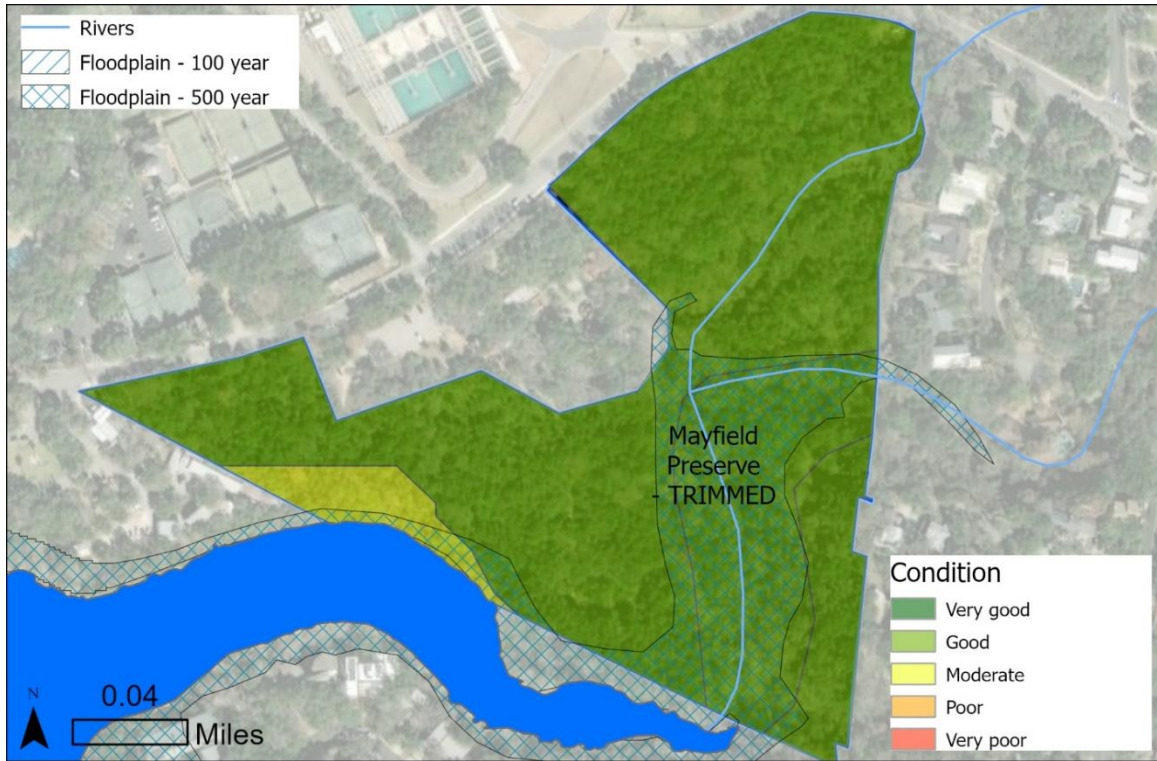 Rivers
Floodplain - 100 year
Floodplain - 500 year
Mayfield
Preserve
- TRIMMED
Condition
Very good
Good
Moderate
Poor
Very poor
N
0.04
Miles